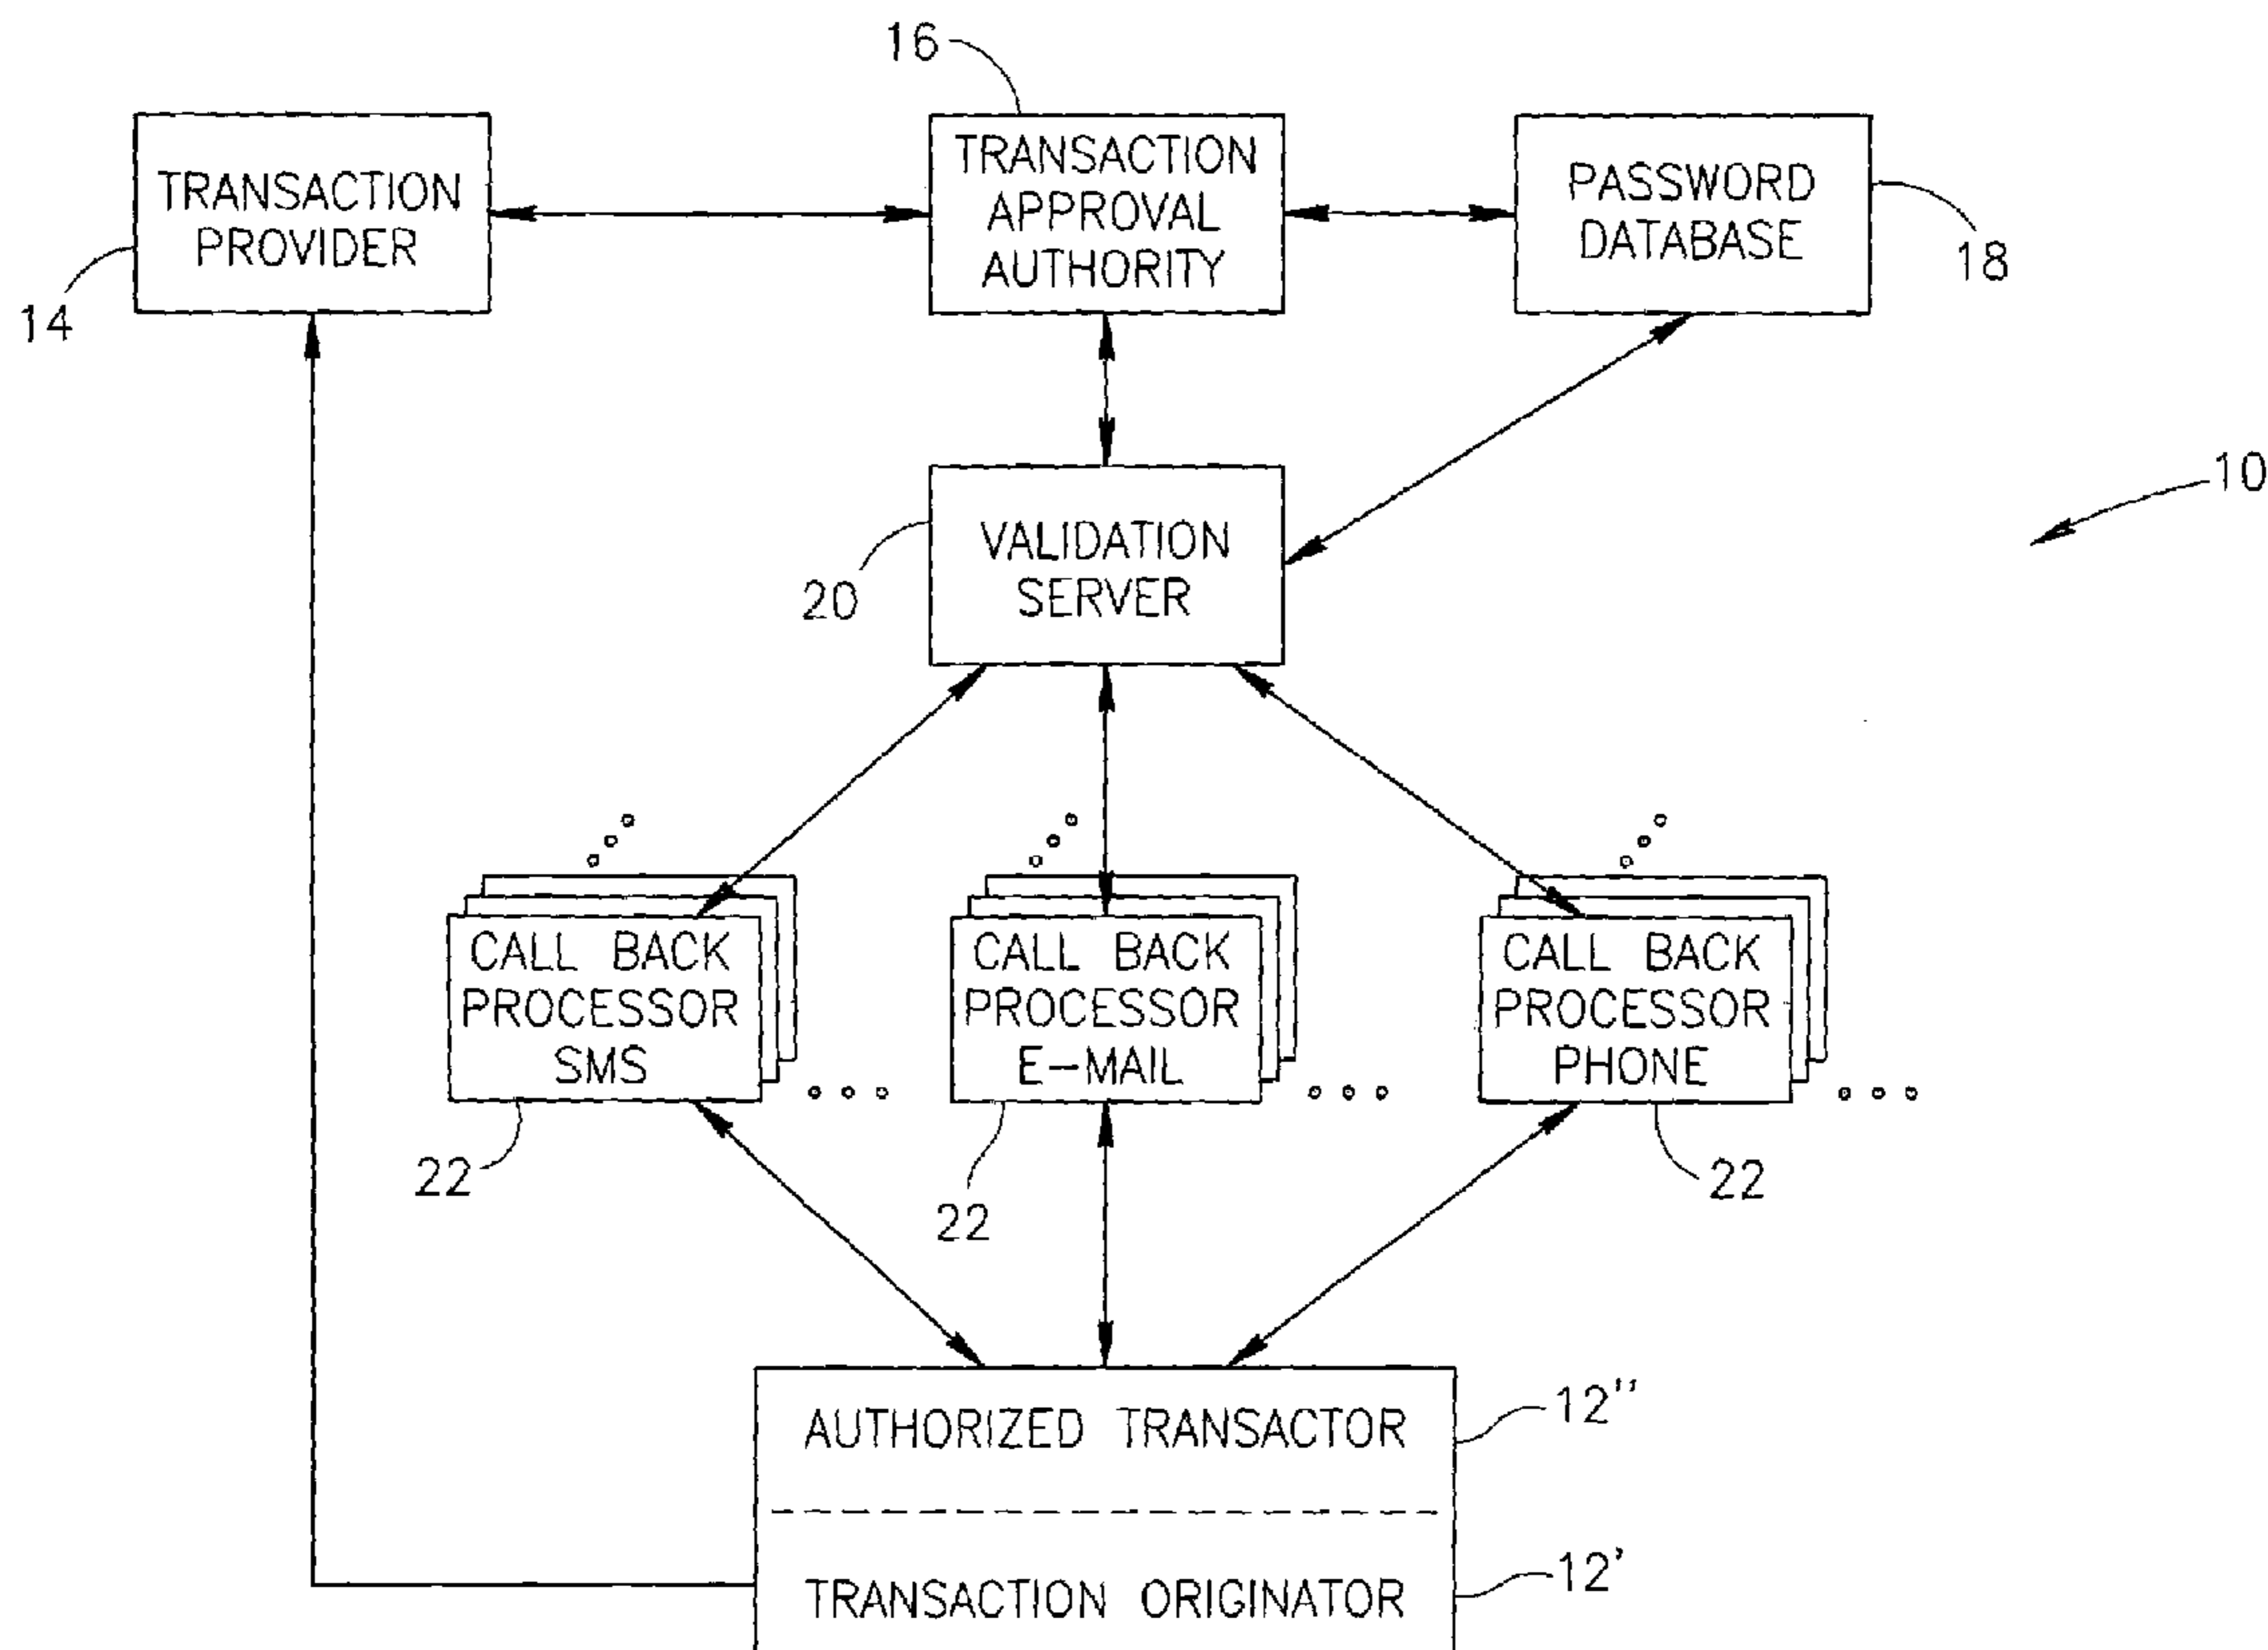 16
TRANSACTION
PROVIDER
14
TRANSACTION
APPROVAL
AUTHORITY
PASSWORD
DATABASE
18
10
VALIDATION
SERVER
20
CALL BACK
PROCESSOR
SMS
22
CALL BACK
PROCESSOR
E-MAIL
22
CALL BACK
PROCESSOR
PHONE
22
AUTHORIZED TRANSACTOR
12"
TRANSACTION ORIGINATOR
12'